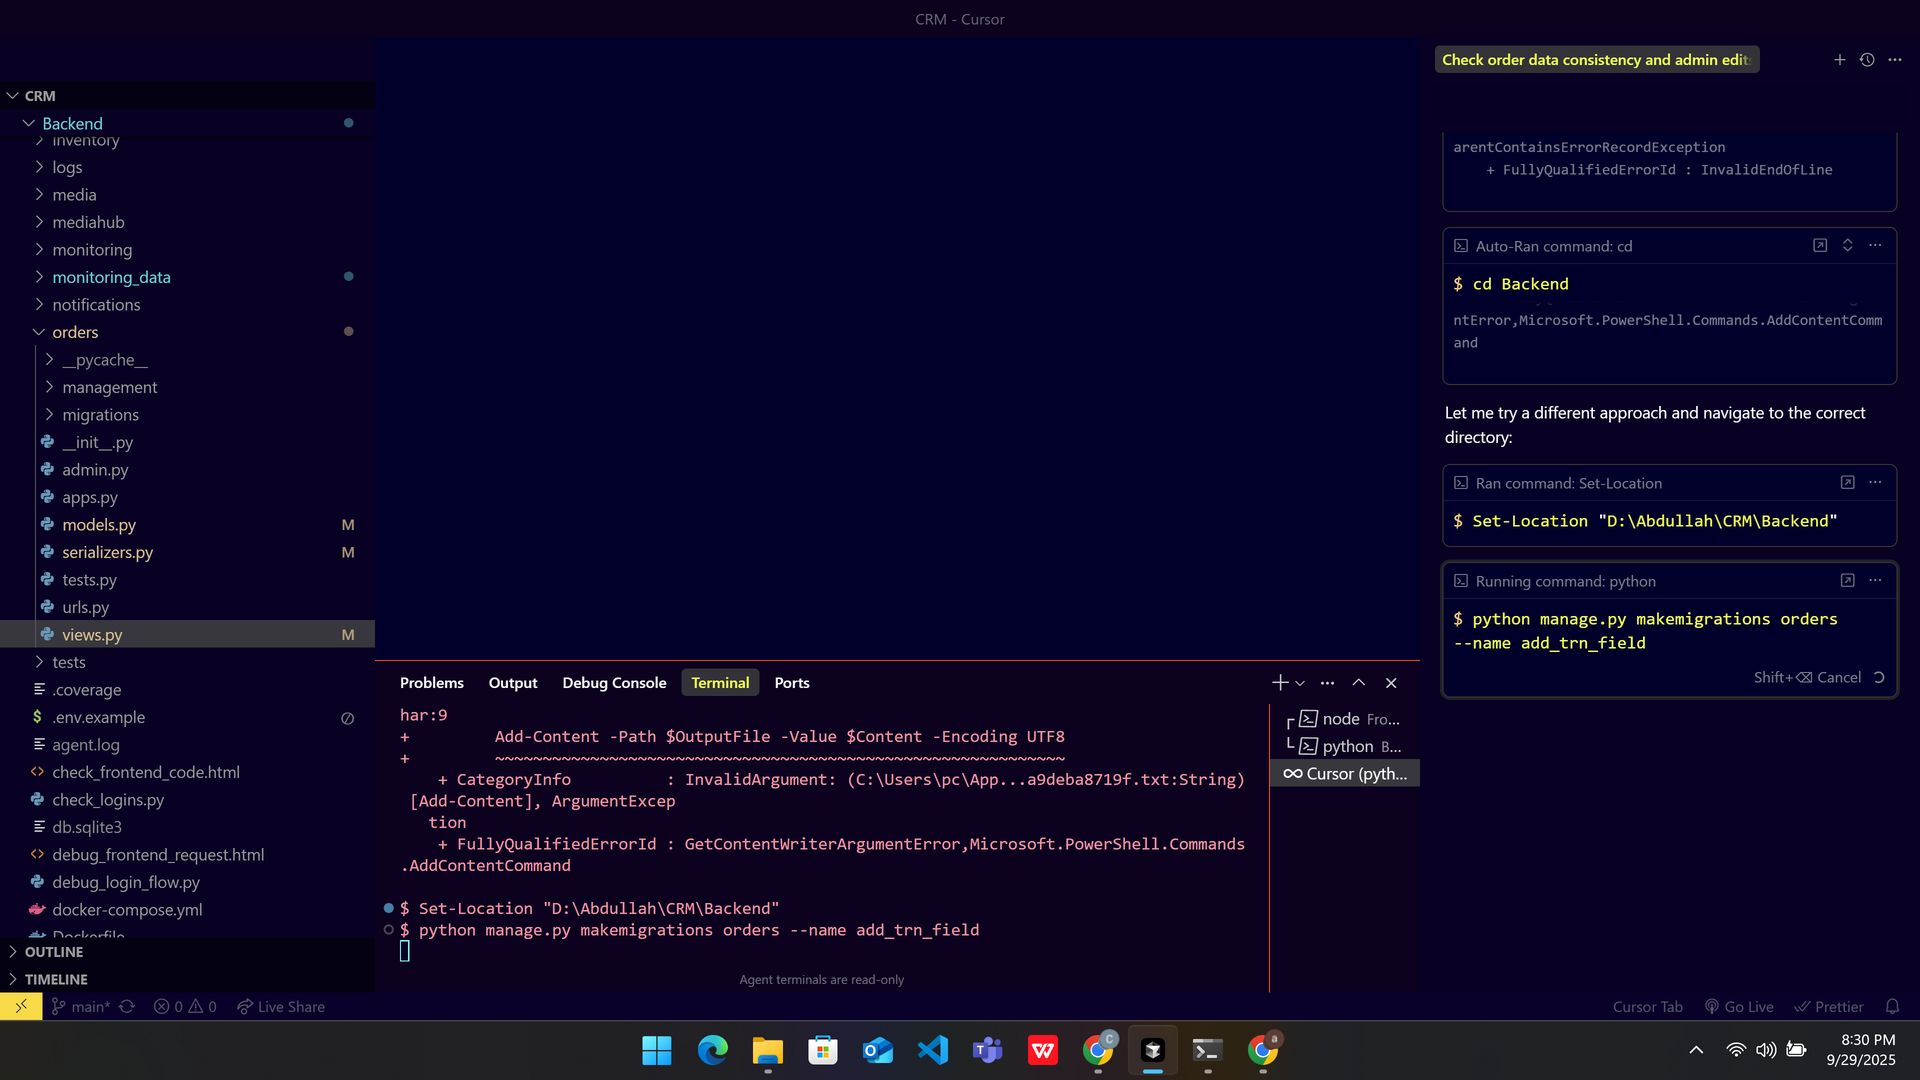 CRM - Cursor
CRM
Backend
inventory
logs
media
mediahub
monitoring
monitoring_data
notifications
orders
__pycache__
management
migrations
__init__.py
admin.py
apps.py
models.py M
serializers.py M
tests.py
urls.py
views.py M
tests
.coverage
.env.example
agent.log
check_frontend_code.html
check_logins.py
db.sqlite3
debug_frontend_request.html
debug_login_flow.py
docker-compose.yml
Dockerfile
OUTLINE
TIMELINE
Problems Output Debug Console Terminal Ports
har:9
+ Add-Content -Path $OutputFile -Value $Content -Encoding UTF8
+ ~~~~~~~~~~~~~~~~~~~~~~~~~~~~~~~~~~~~~~~~~~~~~~~~~~~~~~~~~~~~
+ CategoryInfo : InvalidArgument: (C:\Users\pc\App...a9deba8719f.txt:String)
[Add-Content], ArgumentExcep
tion
+ FullyQualifiedErrorId : GetContentWriterArgumentError,Microsoft.PowerShell.Commands
.AddContentCommand
$ Set-Location "D:\Abdullah\CRM\Backend"
$ python manage.py makemigrations orders --name add_trn_field
Agent terminals are read-only
node Fro...
python B...
Cursor (pyth...
Check order data consistency and admin edit
arentContainsErrorRecordException
+ FullyQualifiedErrorId : InvalidEndOfLine
Auto-Ran command: cd
$ cd Backend
ntError,Microsoft.PowerShell.Commands.AddContentComm
and
Let me try a different approach and navigate to the correct
directory:
Ran command: Set-Location
$ Set-Location "D:\Abdullah\CRM\Backend"
Running command: python
$ python manage.py makemigrations orders
--name add_trn_field
Shift+⌫ Cancel
main* 0 0 Live Share
Cursor Tab Go Live Prettier
8:30 PM
9/29/2025